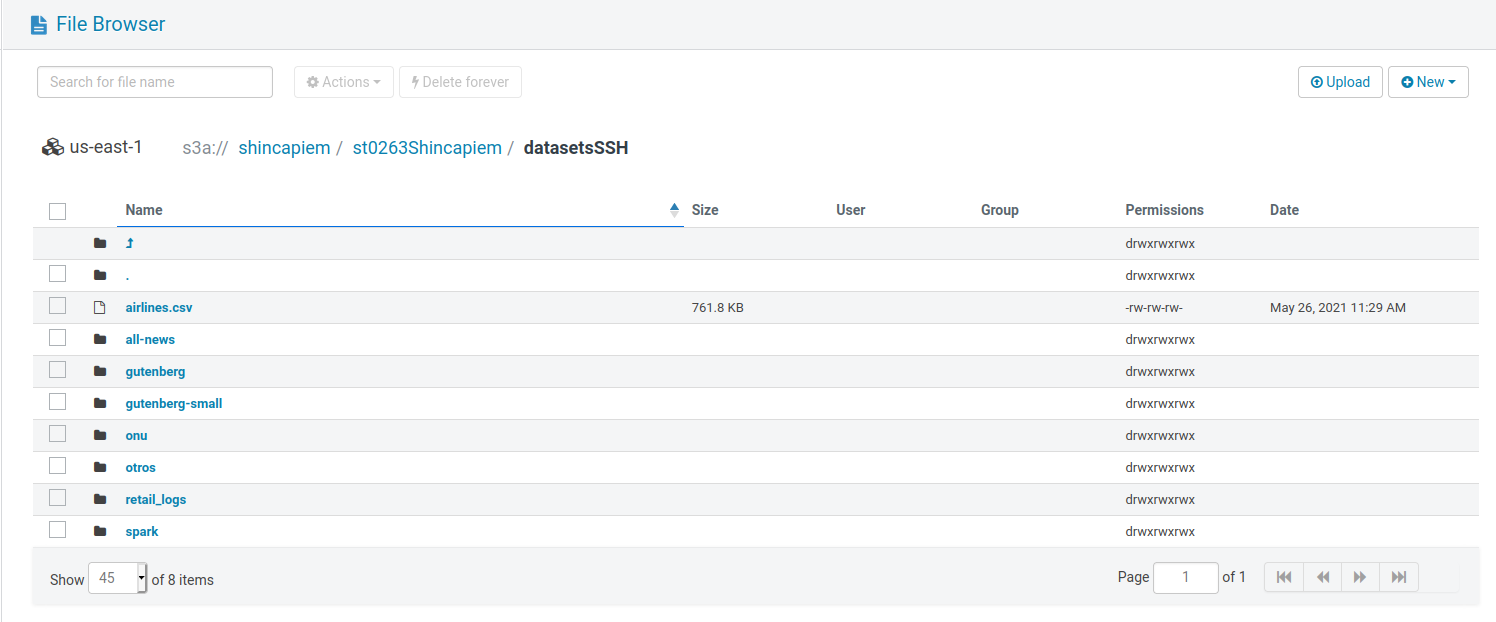 File Browser
Search for file name Actions Delete forever Upload New
us-east-1 s3a:// shincapiem / st0263Shincapiem / datasetsSSH
Name Size User Group Permissions Date
drwxrwxrwx
. drwxrwxrwx
airlines.csv 761.8 KB -rw-rw-rw- May 26, 2021 11:29 AM
all-news drwxrwxrwx
gutenberg drwxrwxrwx
gutenberg-small drwxrwxrwx
onu drwxrwxrwx
otros drwxrwxrwx
retail_logs drwxrwxrwx
spark drwxrwxrwx
Show 45 of 8 items Page 1 of 1